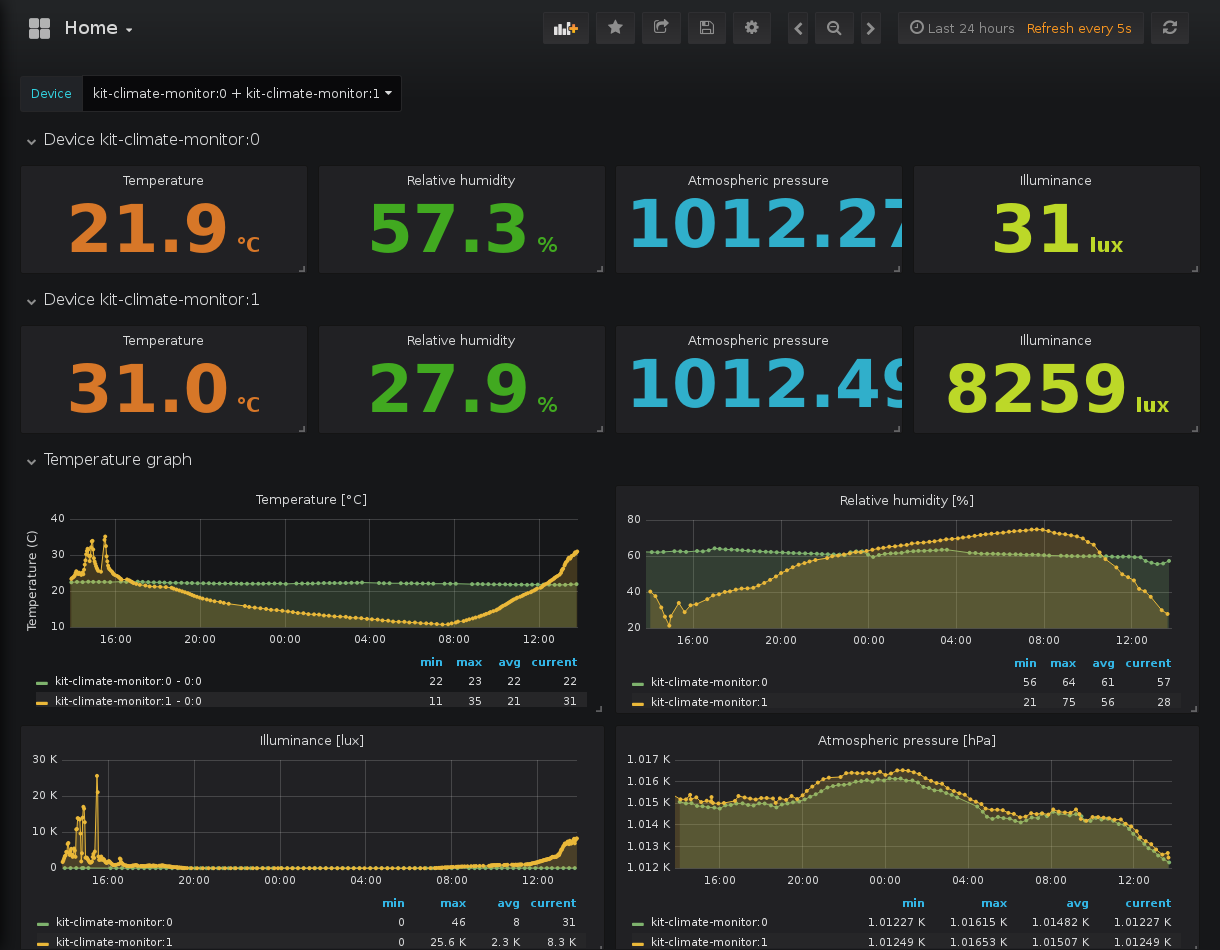 Home
Last 24 hours Refresh every 5s
Device kit-climate-monitor:0 + kit-climate-monitor:1
Device kit-climate-monitor:0
Temperature Relative humidity Atmospheric pressure Illuminance
21.9 °C 57.3 % 1012.27 31 lux
Device kit-climate-monitor:1
Temperature Relative humidity Atmospheric pressure Illuminance
31.0 °C 27.9 % 1012.49 8259 lux
Temperature graph
Temperature [°C]
Temperature (C)
40
30
20
10
16:00 20:00 00:00 04:00 08:00 12:00
min max avg current
kit-climate-monitor:0 - 0:0 22 23 22 22
kit-climate-monitor:1 - 0:0 11 35 21 31
Relative humidity [%]
80
60
40
20
16:00 20:00 00:00 04:00 08:00 12:00
min max avg current
kit-climate-monitor:0 56 64 61 57
kit-climate-monitor:1 21 75 56 28
Illuminance [lux]
30 K
20 K
10 K
0
16:00 20:00 00:00 04:00 08:00 12:00
min max avg current
kit-climate-monitor:0 0 46 8 31
kit-climate-monitor:1 0 25.6 K 2.3 K 8.3 K
Atmospheric pressure [hPa]
1.017 K
1.016 K
1.015 K
1.014 K
1.013 K
1.012 K
16:00 20:00 00:00 04:00 08:00 12:00
min max avg current
kit-climate-monitor:0 1.01227 K 1.01615 K 1.01482 K 1.01227 K
kit-climate-monitor:1 1.01249 K 1.01653 K 1.01507 K 1.01249 K